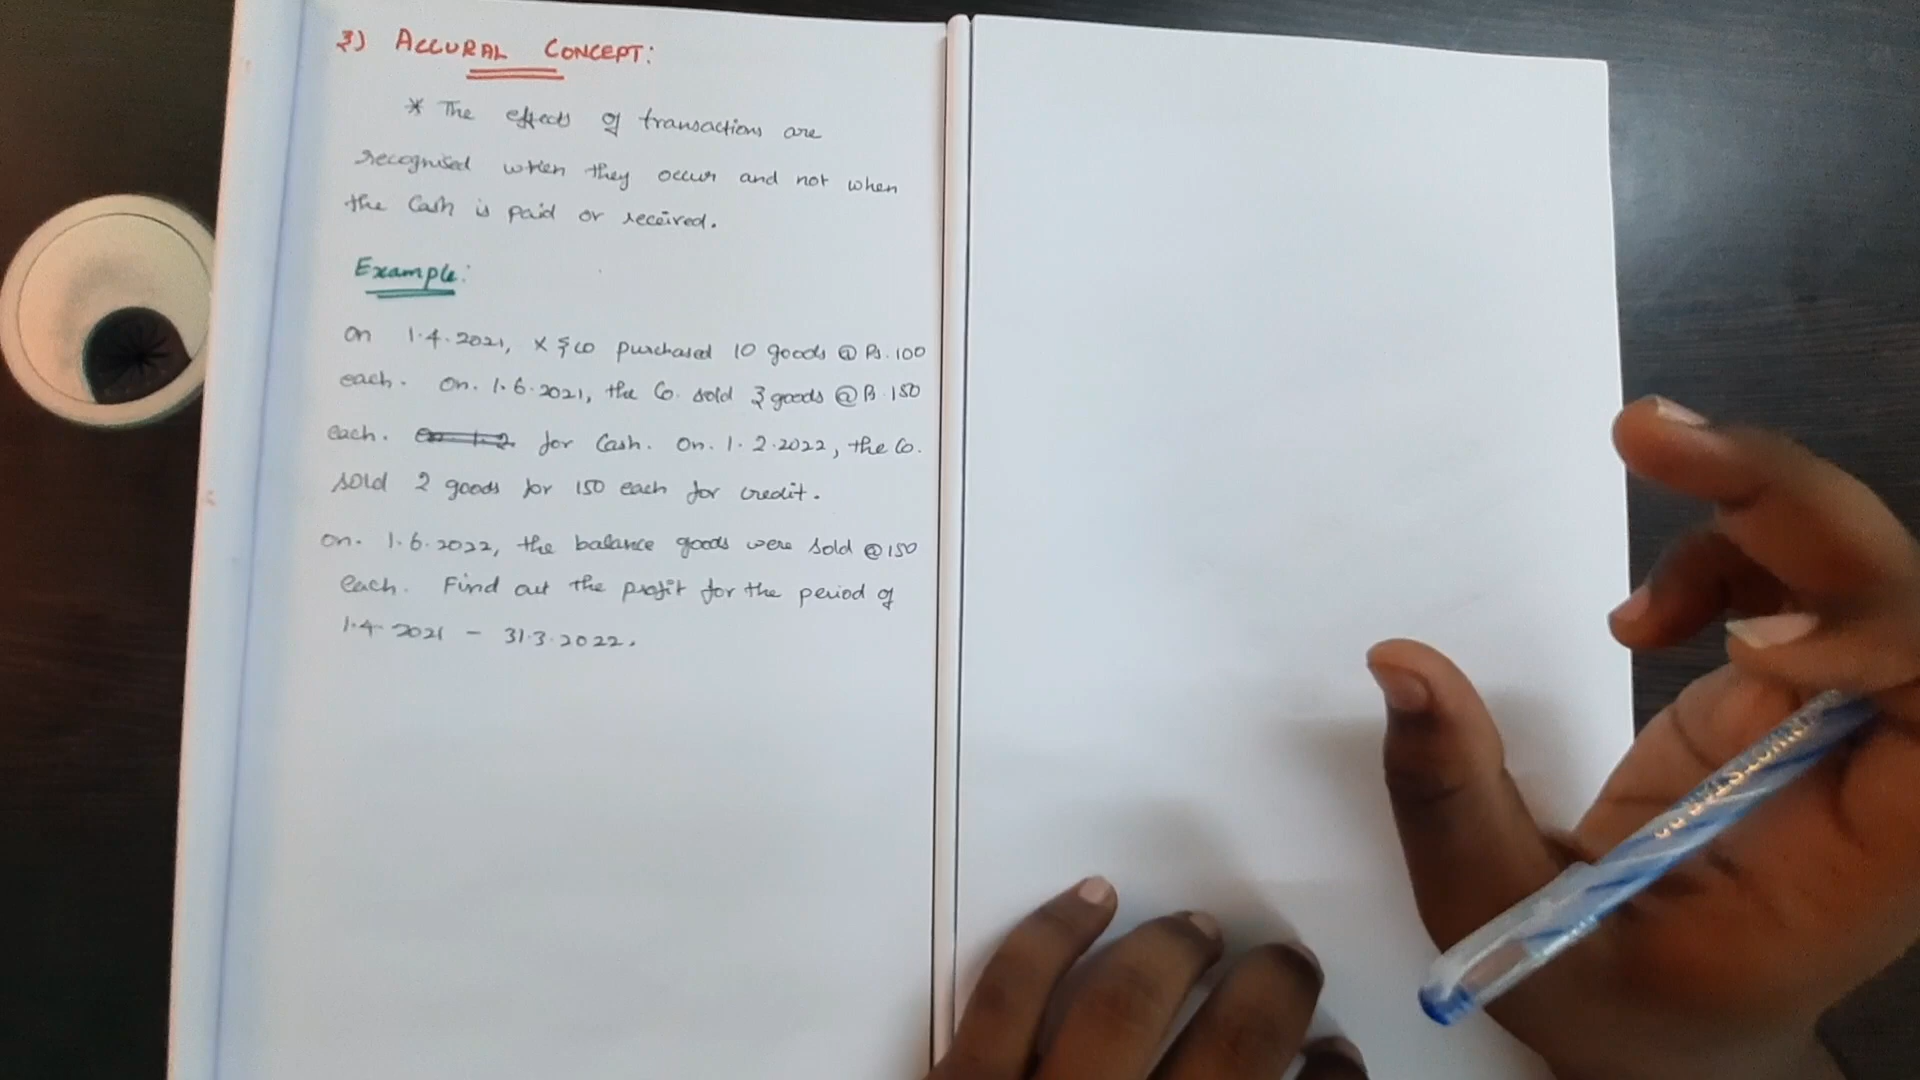 3) ACCURAL CONCEPT:
* The effects of transactions are
recognised when they occur and not when
the Cash is paid or received.
Example:
On 1.4.2021, X & Co purchased 10 goods @ Rs. 100
each. On. 1.6.2021, the Co. sold 3 goods @ Rs. 150
each. for Cash. On. 1.2.2022, the Co.
sold 2 goods for 150 each for credit.
On. 1.6.2022, the balance goods were sold @ 150
each. Find out the profit for the period of
1.4.2021 - 31.3.2022.